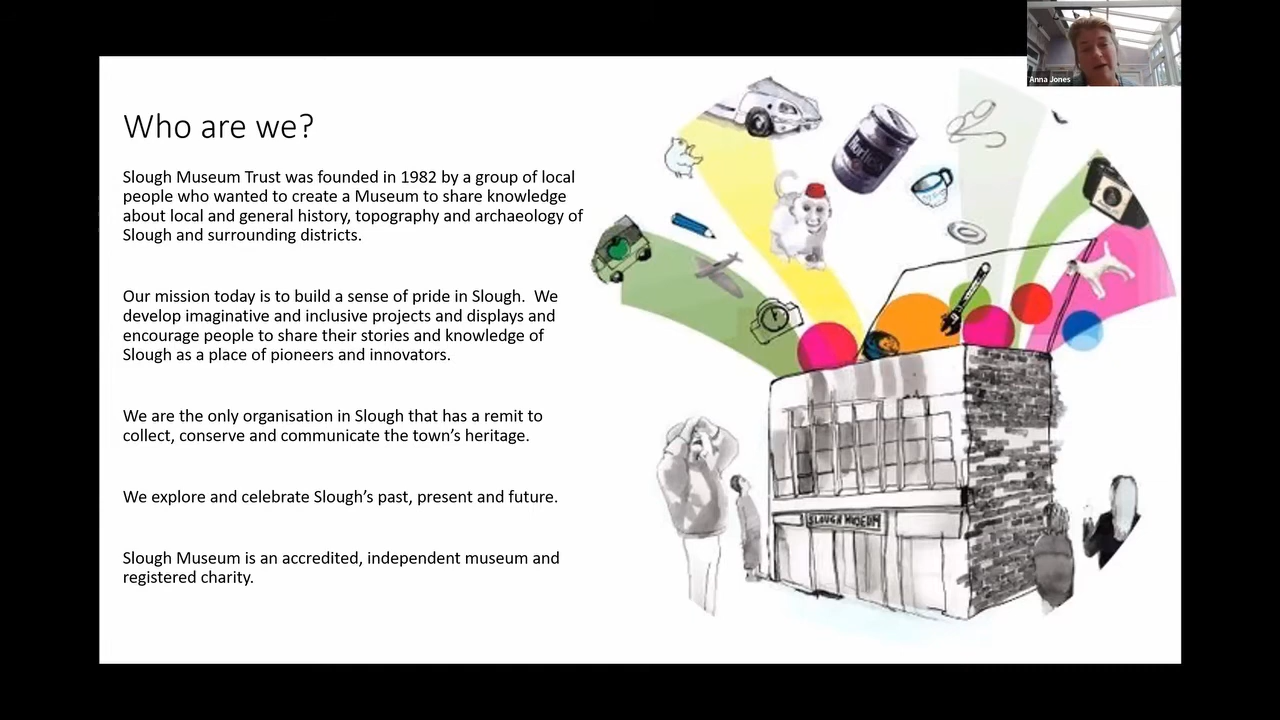 Anna Jones
Who are we?
Slough Museum Trust was founded in 1982 by a group of local
people who wanted to create a Museum to share knowledge
about local and general history, topography and archaeology of
Slough and surrounding districts.
Our mission today is to build a sense of pride in Slough.  We
develop imaginative and inclusive projects and displays and
encourage people to share their stories and knowledge of
Slough as a place of pioneers and innovators.
We are the only organisation in Slough that has a remit to
collect, conserve and communicate the town’s heritage.
We explore and celebrate Slough’s past, present and future.
Slough Museum is an accredited, independent museum and
registered charity.
SLOUGH MUSEUM